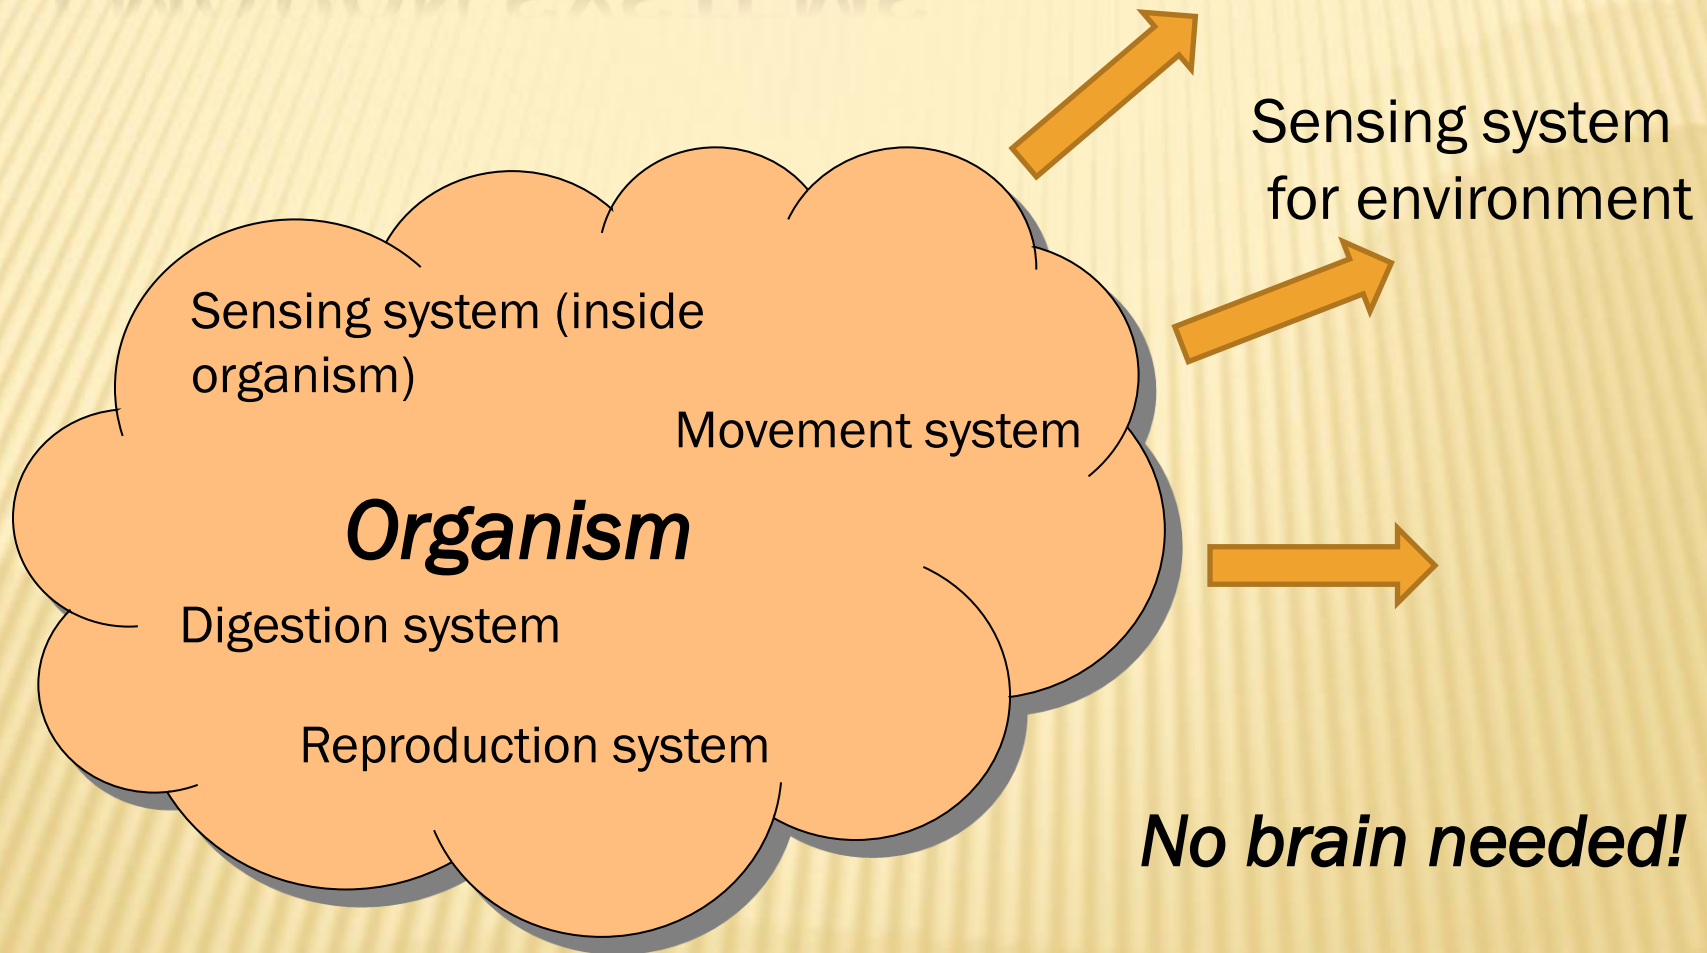 Sensing system
for environment
Sensing system (inside
organism)
Movement system
Organism
Digestion system
Reproduction system
No brain needed!